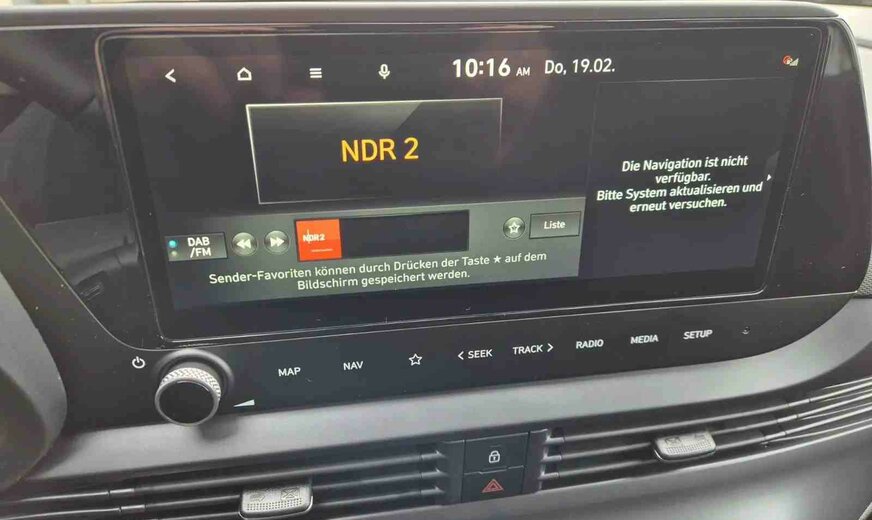 10:16 AM Do, 19.02.
NDR 2
Die Navigation ist nicht
verfügbar.
Bitte System aktualisieren und
erneut versuchen.
DAB
/FM
NDR 2
Liste
Sender-Favoriten können durch Drücken der Taste ★ auf dem
Bildschirm gespeichert werden.
MAP
NAV
SEEK
TRACK
RADIO
MEDIA
SETUP